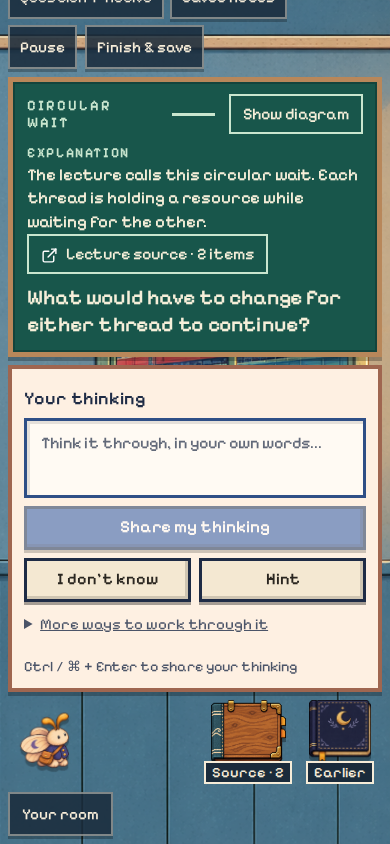 Pause
Finish & save
CIRCULAR
WAIT
Show diagram
EXPLANATION
The lecture calls this circular wait. Each
thread is holding a resource while
waiting for the other.
Lecture source · 2 items
What would have to change for
either thread to continue?
Your thinking
Think it through, in your own words...
Share my thinking
I don't know
Hint
More ways to work through it
Ctrl / ⌘ + Enter to share your thinking
Source · 2
Earlier
Your room